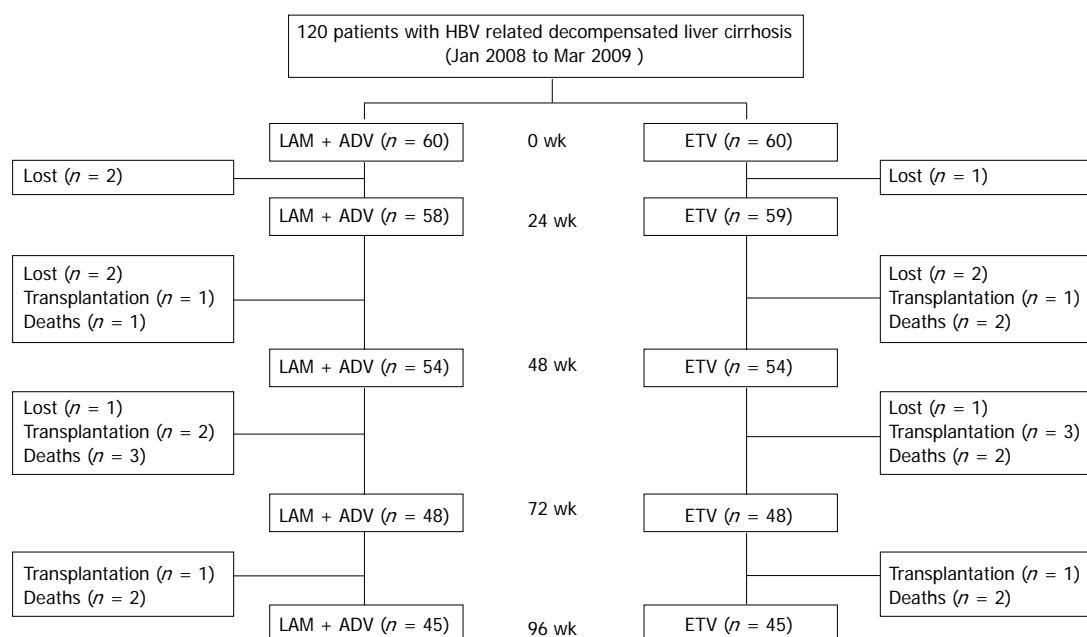 120 patients with HBV related decompensated liver cirrhosis
(Jan 2008 to Mar 2009 )
LAM + ADV (n = 60)
0 wk
ETV (n = 60)
Lost (n = 2)
Lost (n = 1)
LAM + ADV (n = 58)
24 wk
ETV (n = 59)
Lost (n = 2)
Transplantation (n = 1)
Deaths (n = 1)
Lost (n = 2)
Transplantation (n = 1)
Deaths (n = 2)
LAM + ADV (n = 54)
48 wk
ETV (n = 54)
Lost (n = 1)
Transplantation (n = 2)
Deaths (n = 3)
Lost (n = 1)
Transplantation (n = 3)
Deaths (n = 2)
LAM + ADV (n = 48)
72 wk
ETV (n = 48)
Transplantation (n = 1)
Deaths (n = 2)
Transplantation (n = 1)
Deaths (n = 2)
LAM + ADV (n = 45)
96 wk
ETV (n = 45)